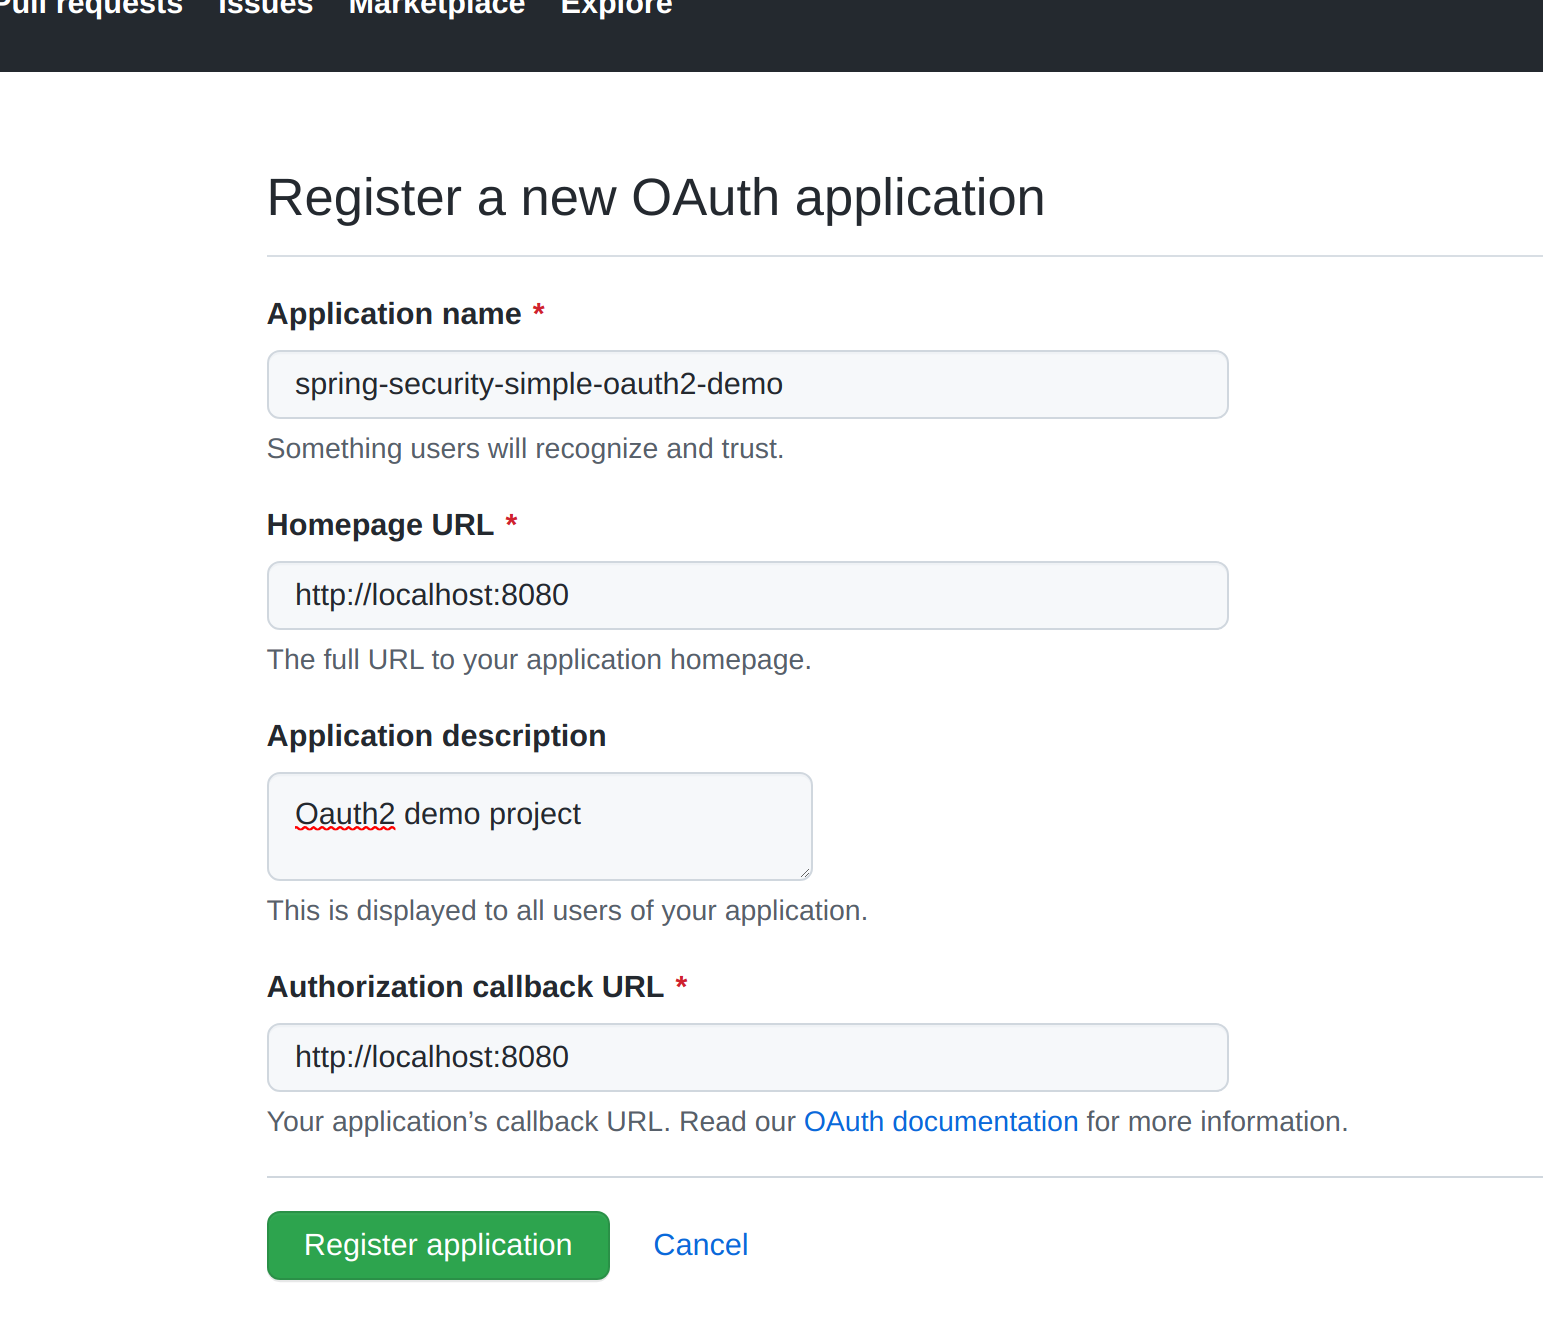 Pull requests Issues Marketplace Explore
Register a new OAuth application
Application name *
spring-security-simple-oauth2-demo
Something users will recognize and trust.
Homepage URL *
http://localhost:8080
The full URL to your application homepage.
Application description
Oauth2 demo project
This is displayed to all users of your application.
Authorization callback URL *
http://localhost:8080
Your application’s callback URL. Read our OAuth documentation for more information.
Register application Cancel